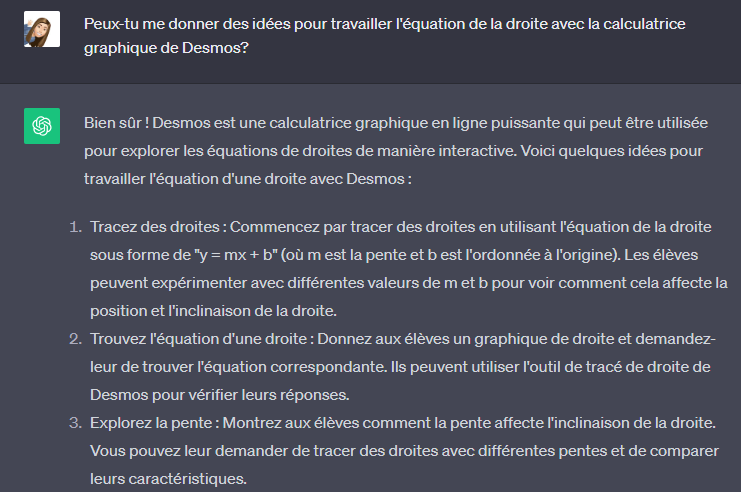 Peux-tu me donner des idées pour travailler l'équation de la droite avec la calculatrice
graphique de Desmos?
Bien sûr ! Desmos est une calculatrice graphique en ligne puissante qui peut être utilisée
pour explorer les équations de droites de manière interactive. Voici quelques idées pour
travailler l'équation d'une droite avec Desmos :
1. Tracez des droites : Commencez par tracer des droites en utilisant l'équation de la droite
sous forme de "y = mx + b" (où m est la pente et b est l'ordonnée à l'origine). Les élèves
peuvent expérimenter avec différentes valeurs de m et b pour voir comment cela affecte la
position et l'inclinaison de la droite.
2. Trouvez l'équation d'une droite : Donnez aux élèves un graphique de droite et demandez-
leur de trouver l'équation correspondante. Ils peuvent utiliser l'outil de tracé de droite de
Desmos pour vérifier leurs réponses.
3. Explorez la pente : Montrez aux élèves comment la pente affecte l'inclinaison de la droite.
Vous pouvez leur demander de tracer des droites avec différentes pentes et de comparer
leurs caractéristiques.